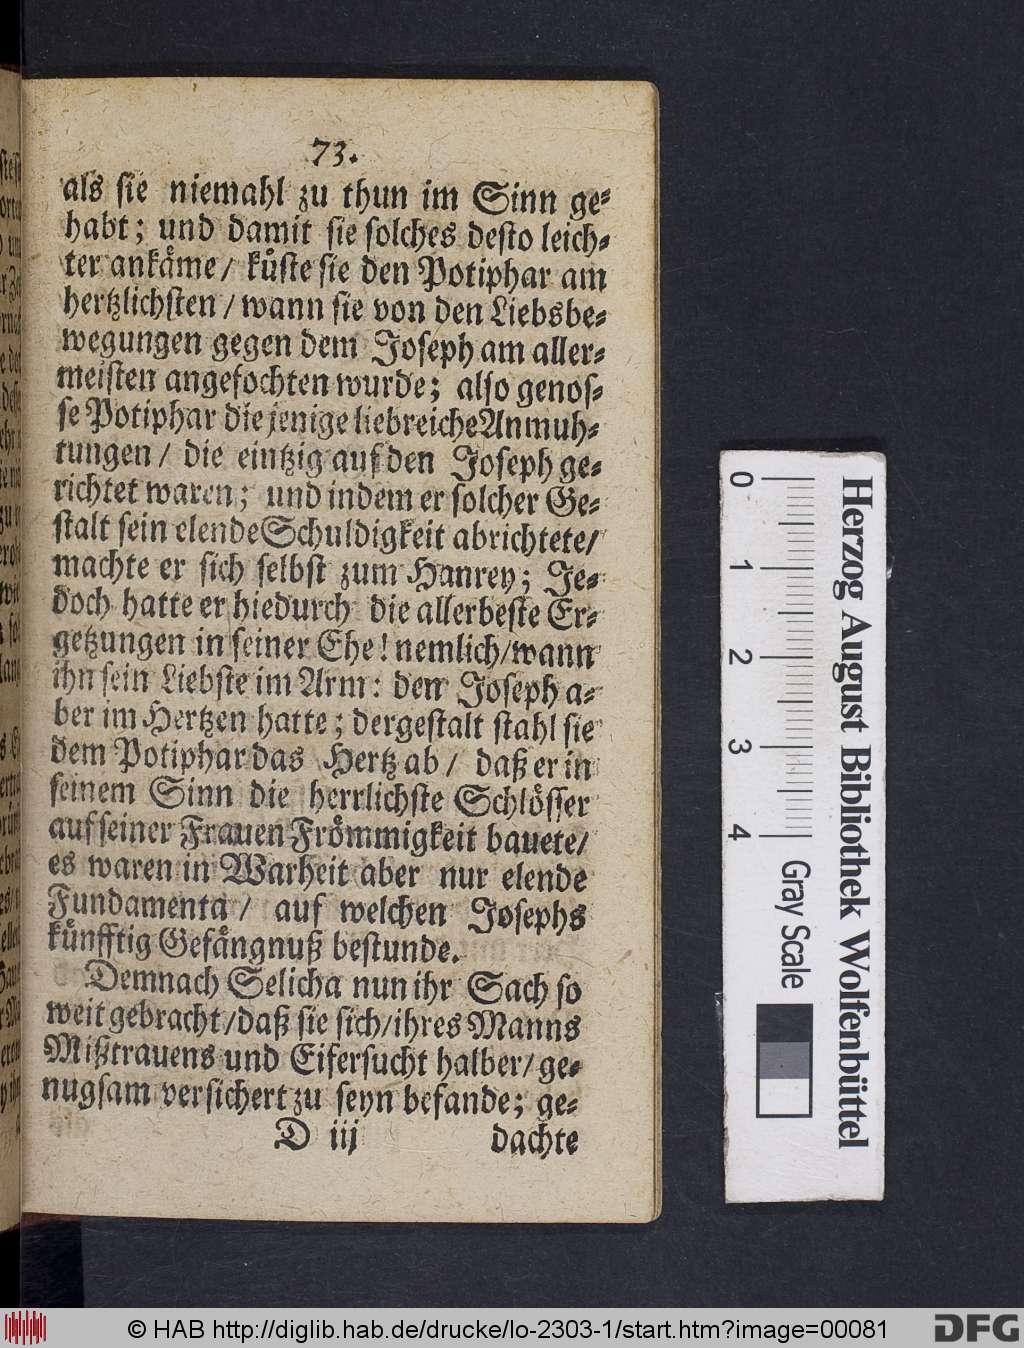 73.
als sie niemahl zu thun im Sinn ge-
habt; und damit sie solches desto leich-
ter ankäme/ küste sie den Potiphar am
hertzlichsten/ wann sie von den Liebsbe-
wegungen gegen dem Joseph am aller-
meisten angefochten wurde; also genos-
se Potiphar die jenige liebreiche Anmuh-
tungen/ die eintzig auf den Joseph ge-
richtet waren; und indem er solcher Ge-
stalt sein elende Schuldigkeit abrichtete/
machte er sich selbst zum Hanrey; Je-
doch hatte er hiedurch die allerbeste Er-
getzungen in seiner Ehe! nemlich/ wann
ihn sein Liebste im Arm: den Joseph a-
ber im Hertzen hatte; dergestalt stahl sie
dem Potiphar das Hertz ab/ daß er in
seinem Sinn die herrlichste Schlösser
auf seiner Frauen Frömmigkeit bauete/
es waren in Warheit aber nur elende
Fundamenta/ auf welchen Josephs
künfftig Gefängnuß bestunde.
Demnach Selicha nun ihr Sach so
weit gebracht/ daß sie sich/ ihres Manns
Mißtrauens und Eifersucht halber/ ge-
nugsam versichert zu seyn befande; ge-
D iij dachte
Herzog August Bibliothek Wolfenbüttel
0 1 2 3 4 Gray Scale
© HAB http://diglib.hab.de/drucke/lo-2303-1/start.htm?image=00081
DFG